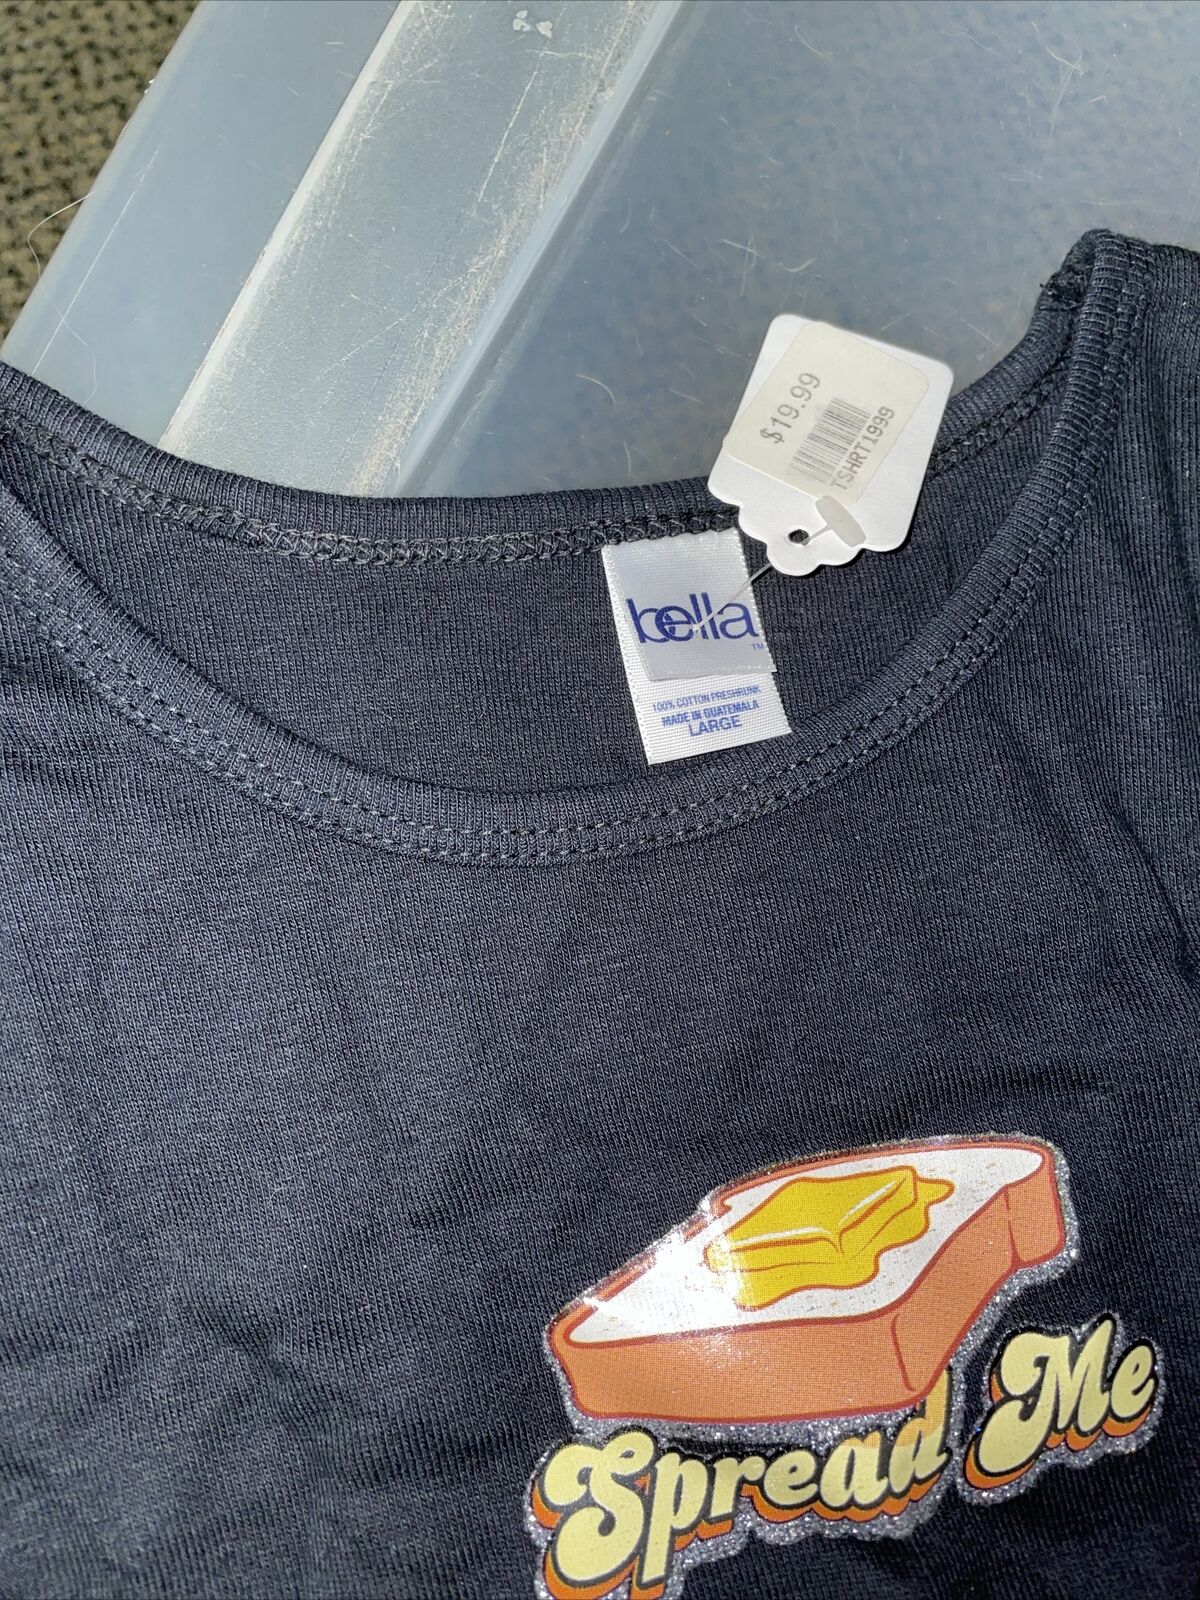 $19.99
TSHRT1999
bella
TM
100% COTTON PRESHRUNK
MADE IN GUATEMALA
LARGE
Spread Me